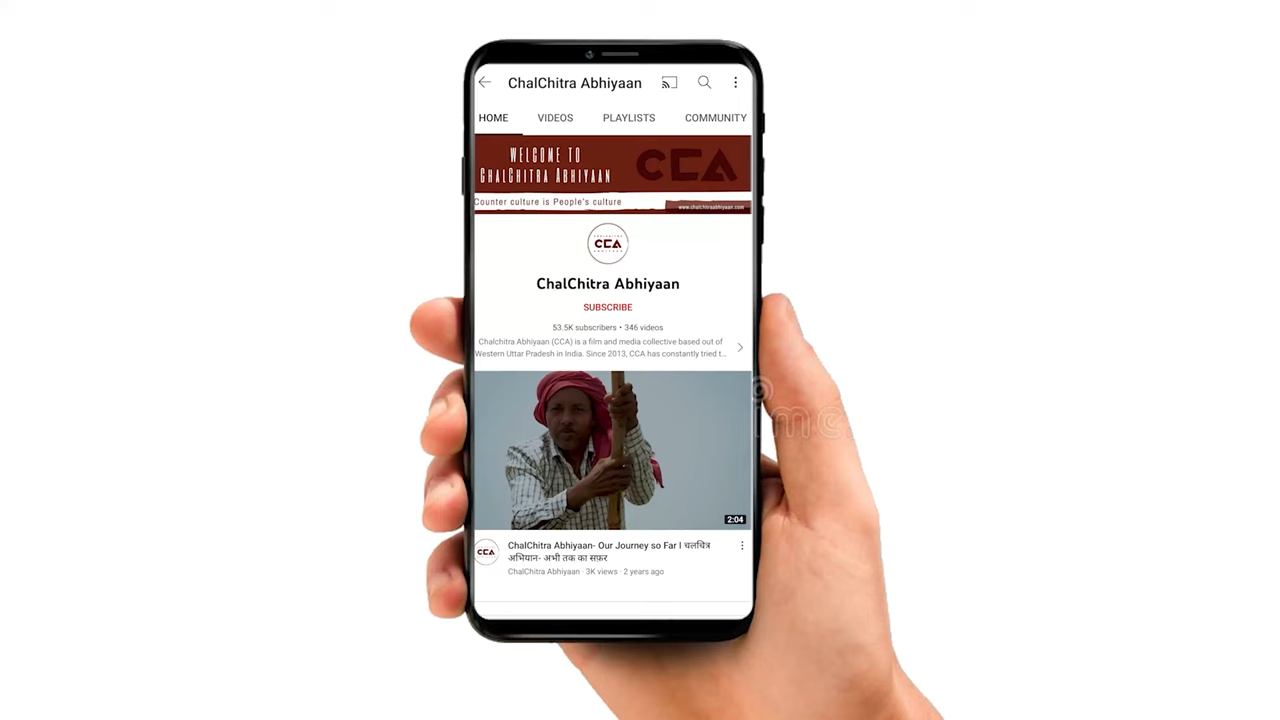 ChalChitra Abhiyaan
HOME VIDEOS PLAYLISTS COMMUNITY
WELCOME TO
CHALCHITRA ABHIYAAN
CCA
Counter culture is People's culture
www.chalchitraabhiyaan.com
CCA
ChalChitra Abhiyaan
SUBSCRIBE
53.5K subscribers • 346 videos
Chalchitra Abhiyaan (CCA) is a film and media collective based out of
Western Uttar Pradesh in India. Since 2013, CCA has constantly tried t...
2:04
CCA
ChalChitra Abhiyaan- Our Journey so Far l चलचित्र
अभियान- अभी तक का सफ़र
ChalChitra Abhiyaan · 3K views · 2 years ago